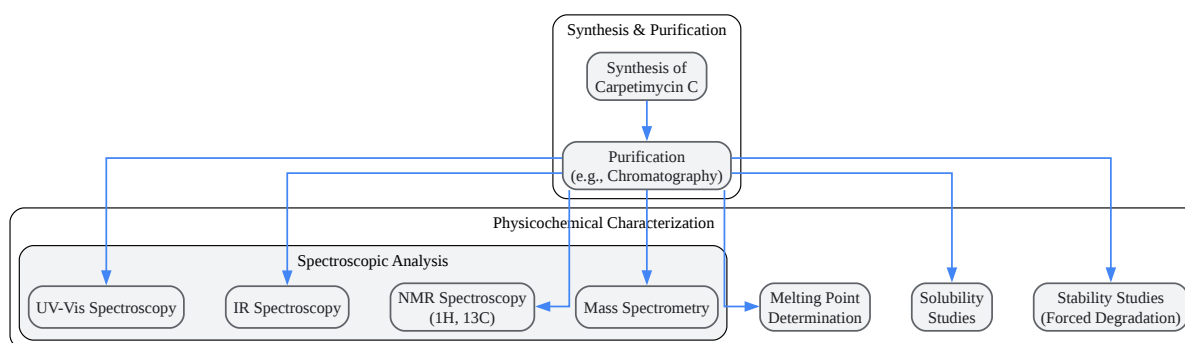 Synthesis & Purification
Synthesis of
Carpetimycin C
Purification
(e.g., Chromatography)
Physicochemical Characterization
Spectroscopic Analysis
UV-Vis Spectroscopy
IR Spectroscopy
NMR Spectroscopy
(1H, 13C)
Mass Spectrometry
Melting Point
Determination
Solubility
Studies
Stability Studies
(Forced Degradation)